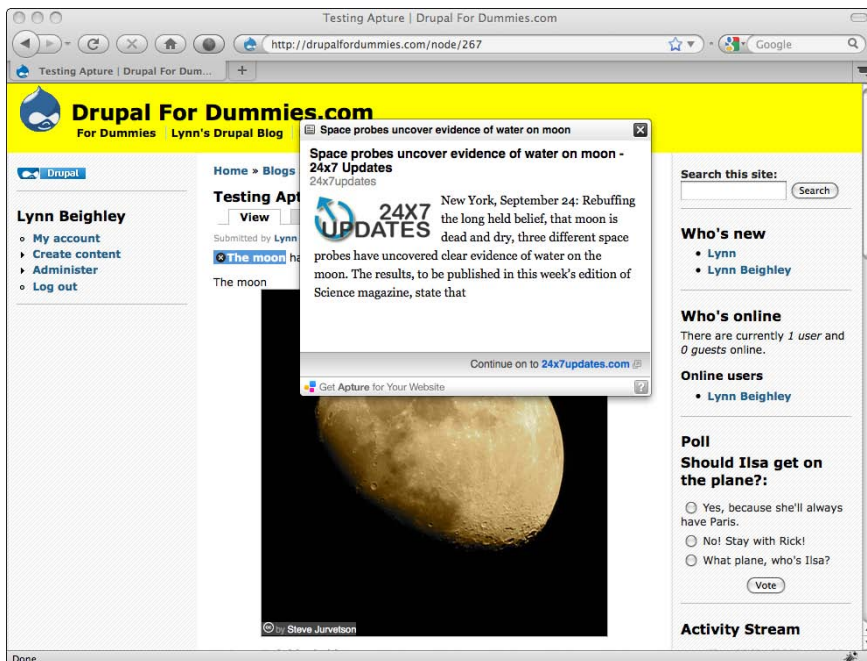 Testing Apture | Drupal For Dummies.com
http://drupalfordummies.com/node/267
Google
Testing Apture | Drupal For Dum...
Drupal For Dummies.com
For Dummies
Lynn's Drupal Blog
Drupal
Lynn Beighley
My account
Create content
Administer
Log out
Home » Blogs
Testing Apt
View
Submitted by Lynn
The moon ha
The moon
Space probes uncover evidence of water on moon
Space probes uncover evidence of water on moon -
24x7 Updates
24x7updates
24X7
UPDATES
New York, September 24: Rebuffing
the long held belief, that moon is
dead and dry, three different space
probes have uncovered clear evidence of water on the
moon. The results, to be published in this week's edition of
Science magazine, state that
Continue on to 24x7updates.com
Get Apture for Your Website
?
cc by Steve Jurvetson
Search this site:
Search
Who's new
Lynn
Lynn Beighley
Who's online
There are currently 1 user and
0 guests online.
Online users
Lynn Beighley
Poll
Should Ilsa get on
the plane?:
Yes, because she'll always
have Paris.
No! Stay with Rick!
What plane, who's Ilsa?
Vote
Activity Stream
Done